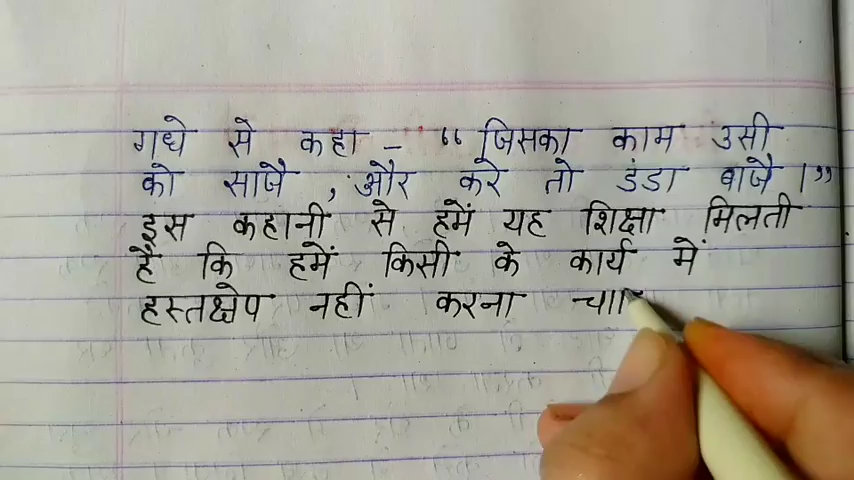 गधे से कहा - "जिसका काम उसी
को साजै , और करे तो डंडा बाजै ।"
इस कहानी से हमें यह शिक्षा मिलती
है कि हमें किसी के कार्य में
हस्तक्षेप नहीं करना